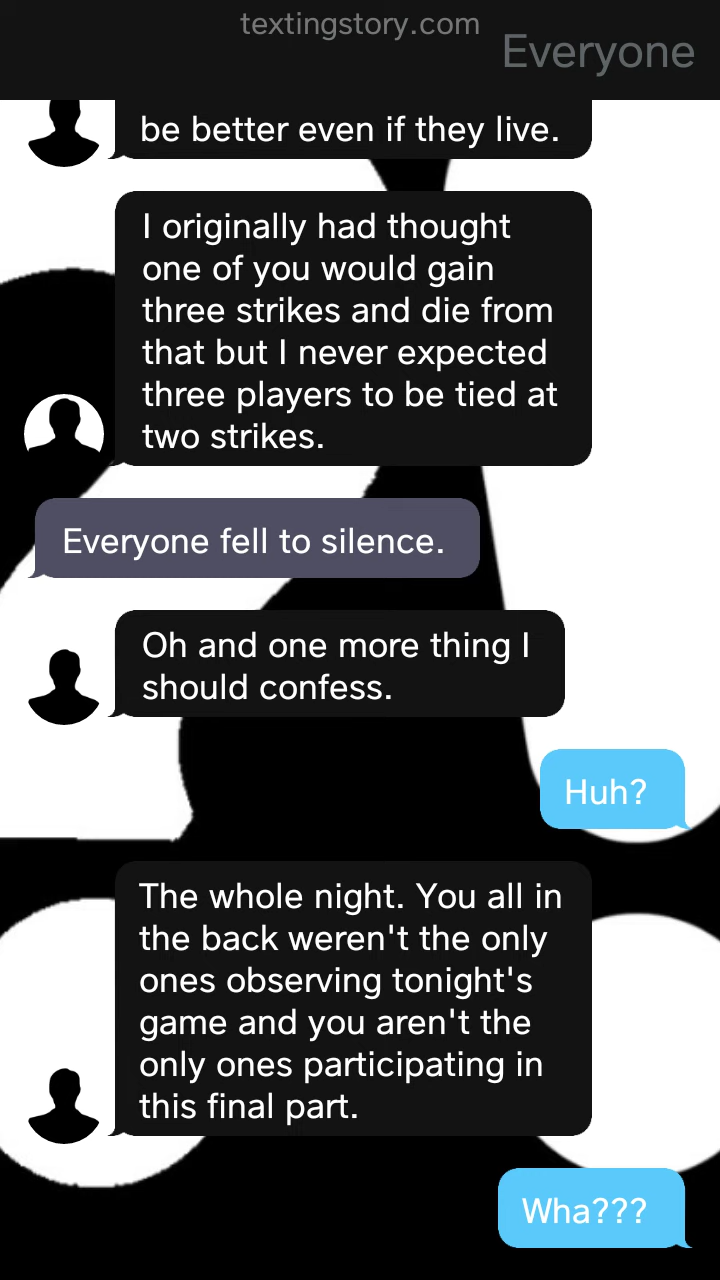 textingstory.com
Everyone
be better even if they live.
I originally had thought
one of you would gain
three strikes and die from
that but I never expected
three players to be tied at
two strikes.
Everyone fell to silence.
Oh and one more thing I
should confess.
Huh?
The whole night. You all in
the back weren't the only
ones observing tonight's
game and you aren't the
only ones participating in
this final part.
Wha???